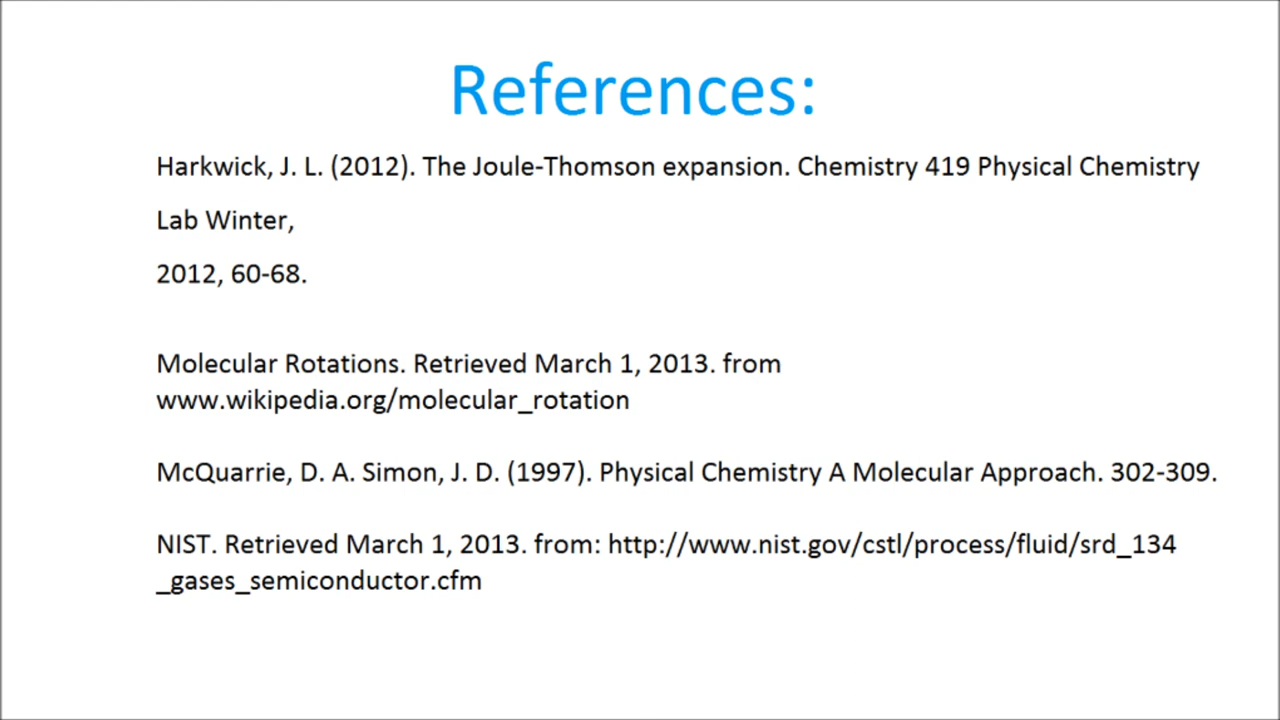 References:
Harkwick, J. L. (2012). The Joule-Thomson expansion. Chemistry 419 Physical Chemistry
Lab Winter,
2012, 60-68.
Molecular Rotations. Retrieved March 1, 2013. from
www.wikipedia.org/molecular_rotation
McQuarrie, D. A. Simon, J. D. (1997). Physical Chemistry A Molecular Approach. 302-309.
NIST. Retrieved March 1, 2013. from: http://www.nist.gov/cstl/process/fluid/srd_134
_gases_semiconductor.cfm